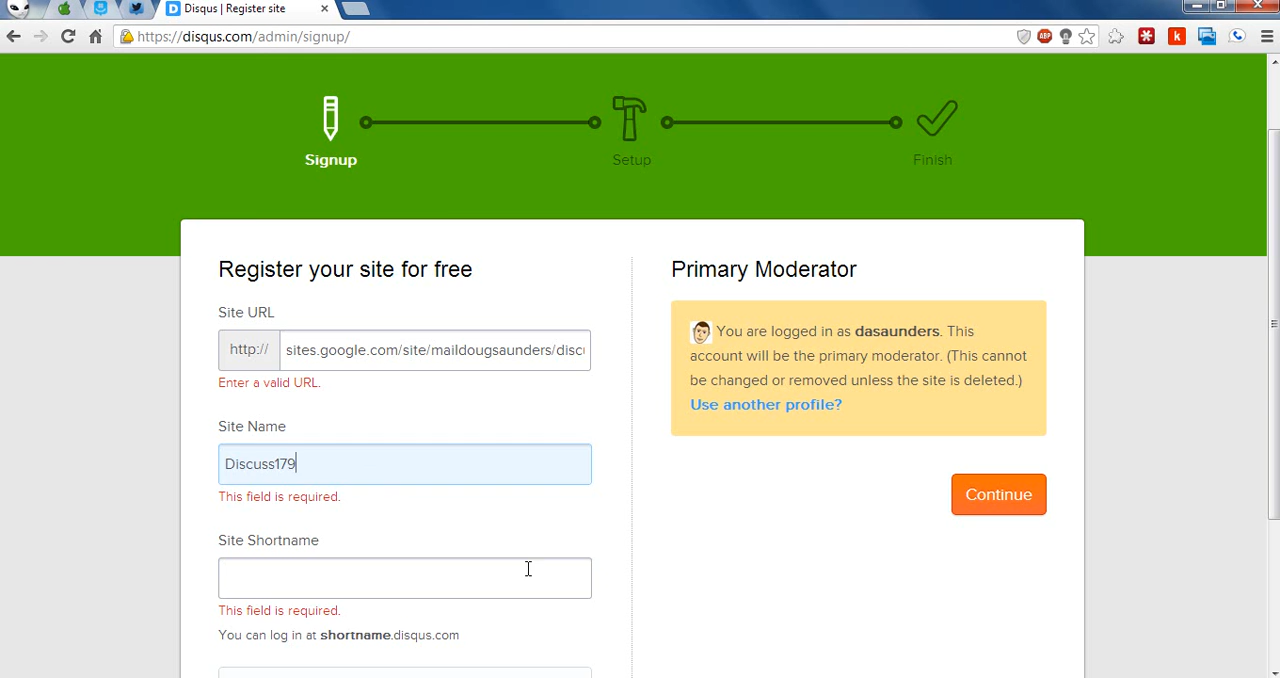 Disqus | Register site
https://disqus.com/admin/signup/
ABP
k
Signup
Setup
Finish
Register your site for free
Site URL
http://
sites.google.com/site/maildougsaunders/disc
Enter a valid URL.
Site Name
Discuss179
This field is required.
Site Shortname
This field is required.
You can log in at shortname.disqus.com
Primary Moderator
You are logged in as dasaunders. This
account will be the primary moderator. (This cannot
be changed or removed unless the site is deleted.)
Use another profile?
Continue